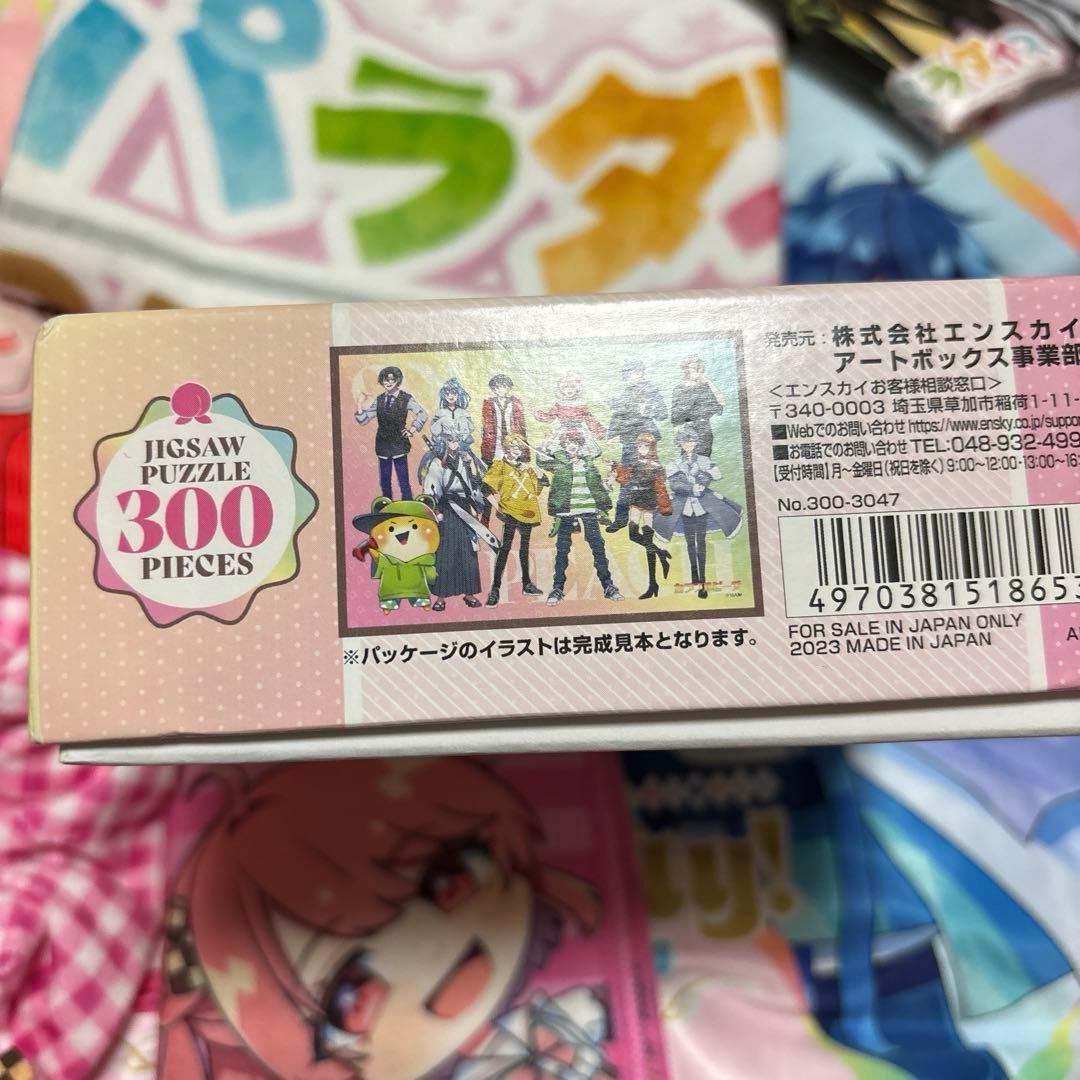 パラダ
JIGSAW
PUZZLE
300
PIECES
PEACH
※パッケージのイラストは完成見本となります。
発売元：株式会社エンスカイ
アートボックス事業部
＜エンスカイお客様相談窓口＞
〒340-0003 埼玉県草加市稲荷1-11-
■Webでのお問い合わせ https://www.ensky.co.jp/suppor
■お電話でのお問い合わせ TEL:048-932-499
【受付時間】月～金曜日(祝日を除く) 9:00～12:00・13:00～16:
No.300-3047
4970381518653
FOR SALE IN JAPAN ONLY
2023 MADE IN JAPAN